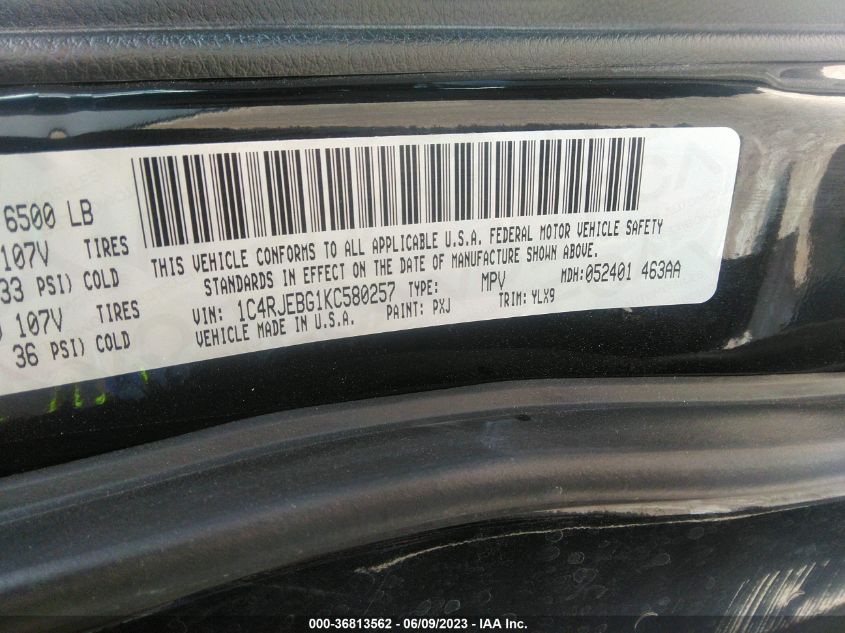 6500 LB
107V TIRES
33 PSI) COLD
107V TIRES
36 PSI) COLD
THIS VEHICLE CONFORMS TO ALL APPLICABLE U.S.A. FEDERAL MOTOR VEHICLE SAFETY
STANDARDS IN EFFECT ON THE DATE OF MANUFACTURE SHOWN ABOVE.
VIN: 1C4RJEBG1KC580257 TYPE: MPV MDH:052401 463AA
VEHICLE MADE IN U.S.A. PAINT: PXJ TRIM: YLX9
000-36813562 - 06/09/2023 - IAA Inc.